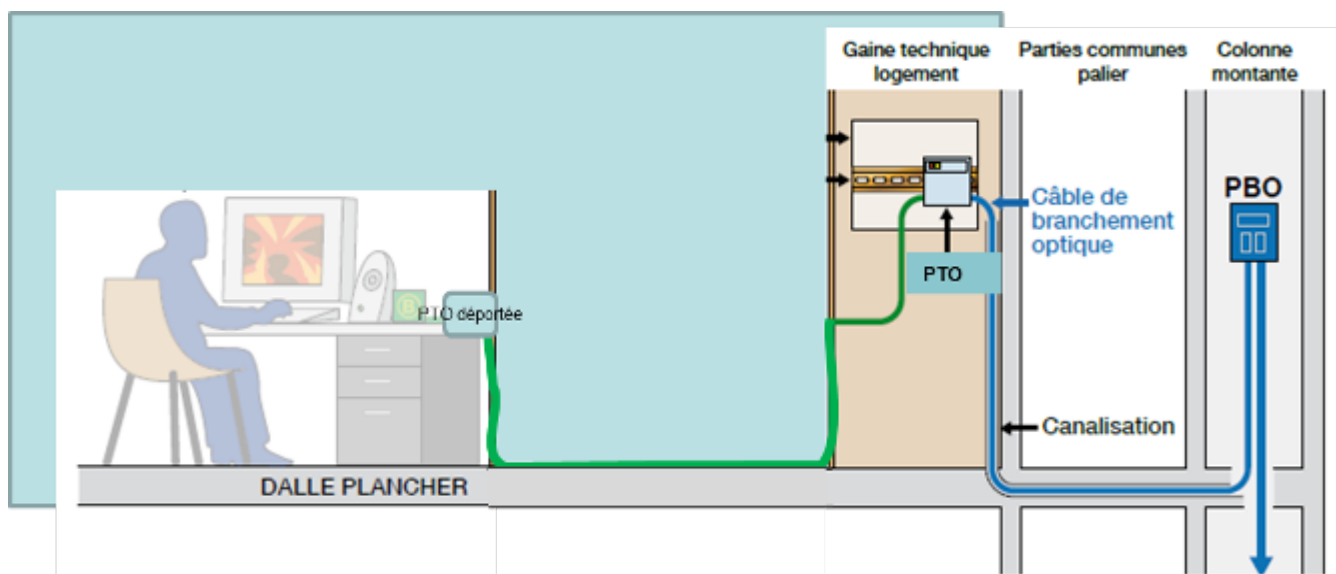 Gaine technique
logement
Parties communes
palier
Colonne
montante
PBO
Câble de
branchement
optique
PTO
PTO déportée
Canalisation
DALLE PLANCHER